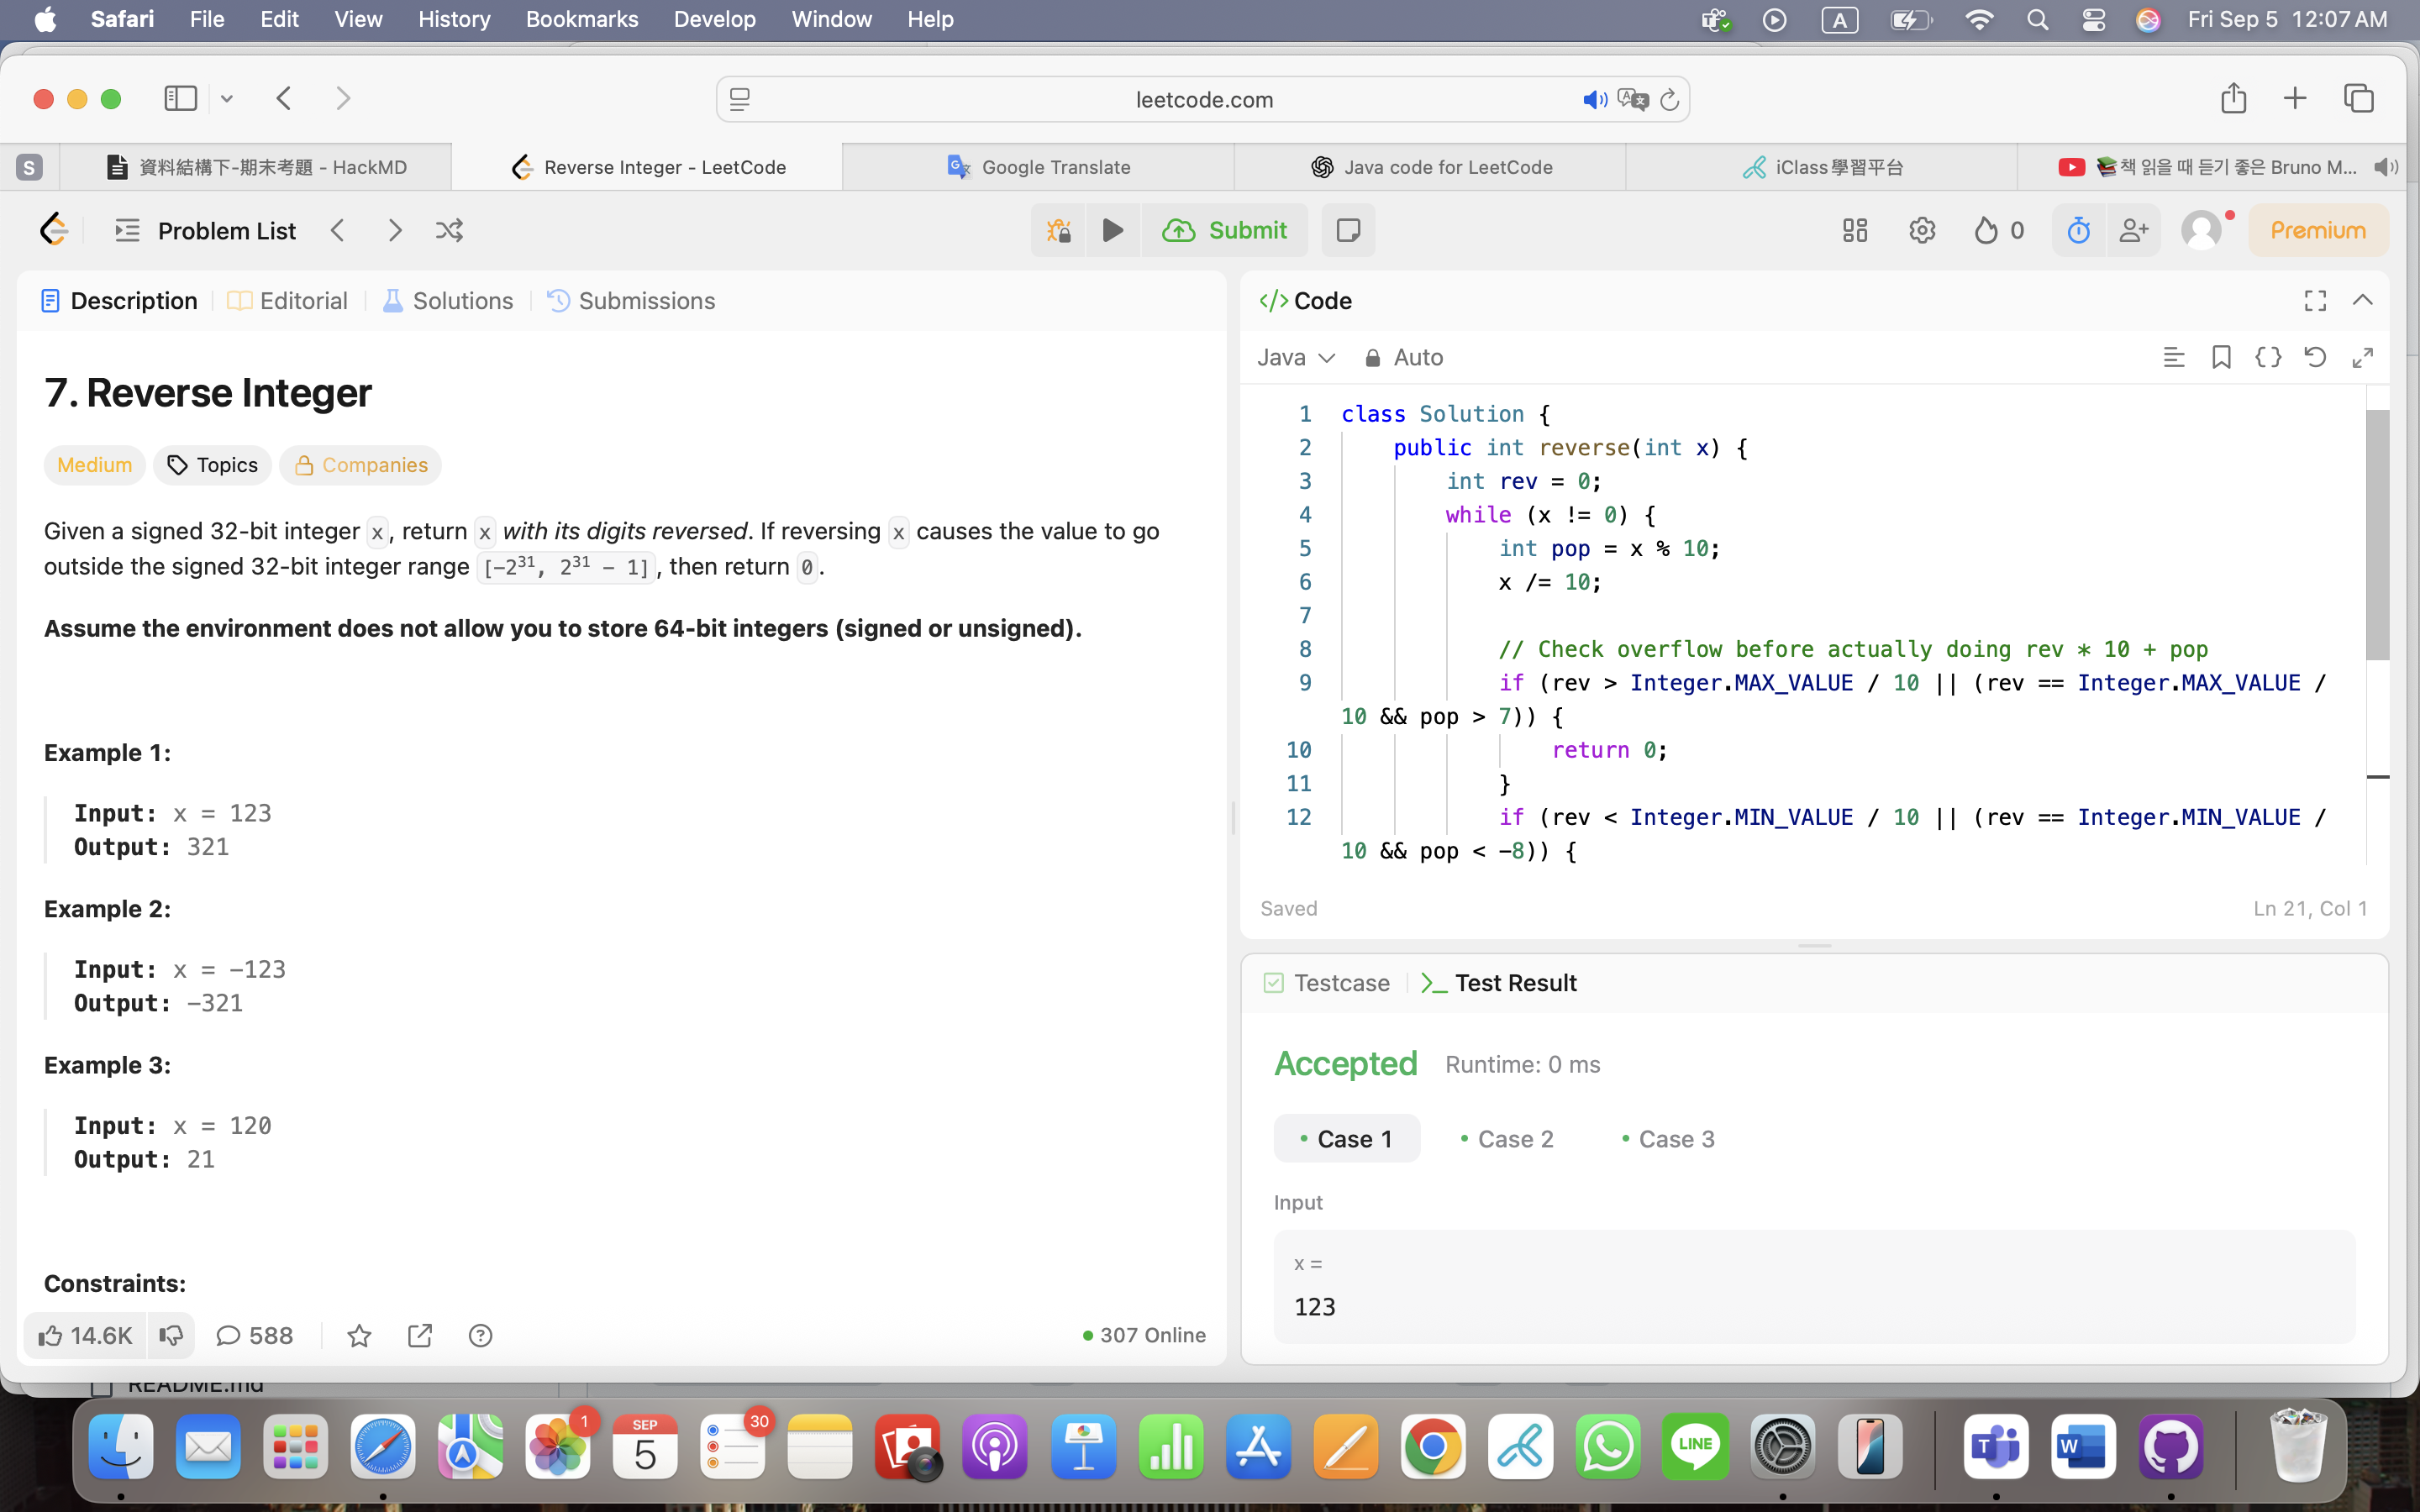 Safari File Edit View History Bookmarks Develop Window Help A Fri Sep 5 12:07 AM
leetcode.com
S 資料結構下-期末考題 - HackMD Reverse Integer - LeetCode Google Translate Java code for LeetCode iClass學習平台 📚책 읽을 때 듣기 좋은 Bruno M...
Problem List Submit 0 Premium
Description Editorial Solutions Submissions
7. Reverse Integer
Medium Topics Companies
Given a signed 32-bit integer x, return x with its digits reversed. If reversing x causes the value to go
outside the signed 32-bit integer range [-2³¹, 2³¹ - 1], then return 0.
Assume the environment does not allow you to store 64-bit integers (signed or unsigned).
Example 1:
Input: x = 123
Output: 321
Example 2:
Input: x = -123
Output: -321
Example 3:
Input: x = 120
Output: 21
Constraints:
14.6K 588 307 Online
</> Code
Java Auto
1 class Solution {
2 public int reverse(int x) {
3 int rev = 0;
4 while (x != 0) {
5 int pop = x % 10;
6 x /= 10;
7
8 // Check overflow before actually doing rev * 10 + pop
9 if (rev > Integer.MAX_VALUE / 10 || (rev == Integer.MAX_VALUE /
10 && pop > 7)) {
10 return 0;
11 }
12 if (rev < Integer.MIN_VALUE / 10 || (rev == Integer.MIN_VALUE /
10 && pop < -8)) {
Saved Ln 21, Col 1
Testcase >_ Test Result
Accepted Runtime: 0 ms
Case 1 Case 2 Case 3
Input
x =
123
README.md
1 SEP 5 30 LINE T W